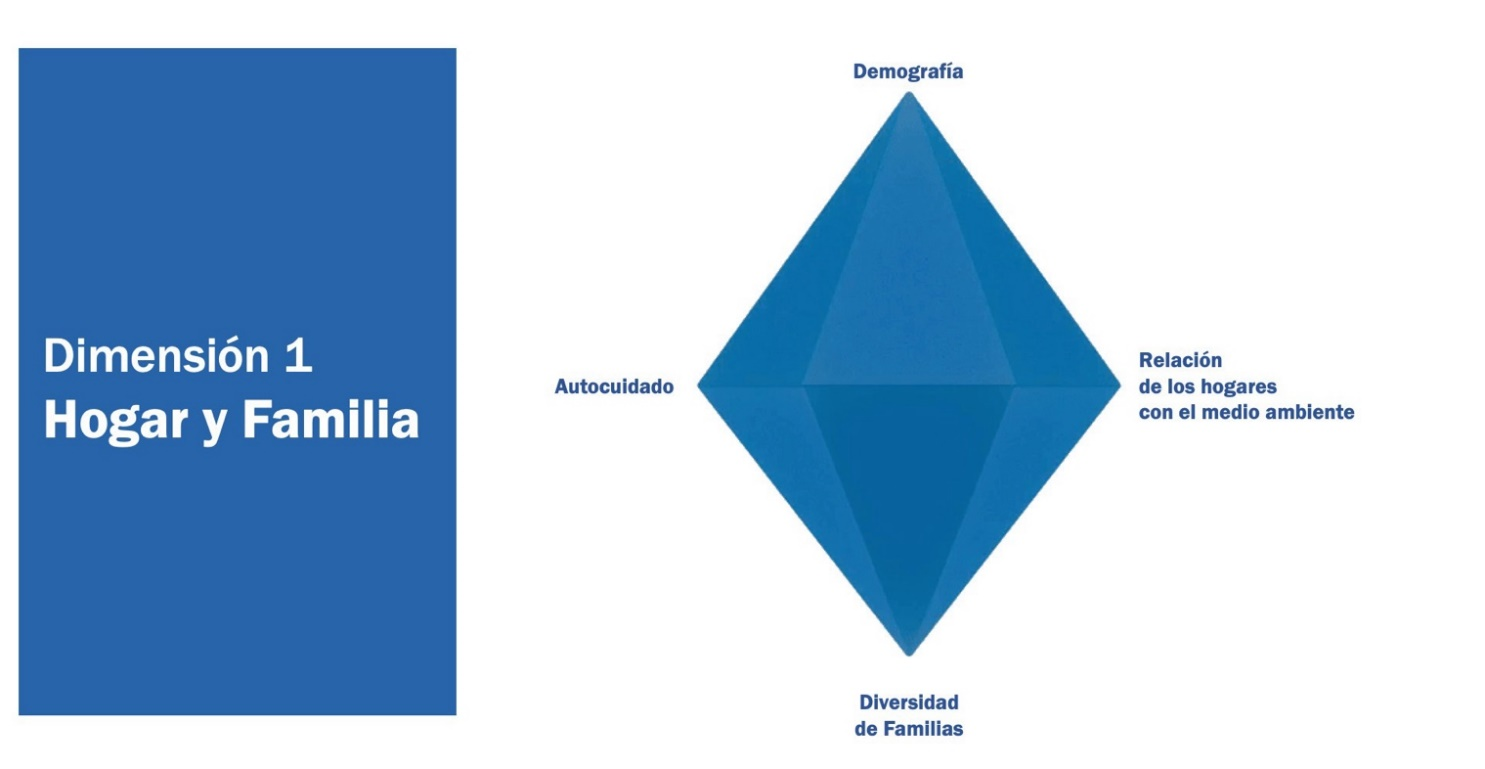 Dimensión 1
Hogar y Familia
Demografía
Autocuidado
Relación
de los hogares
con el medio ambiente
Diversidad
de Familias